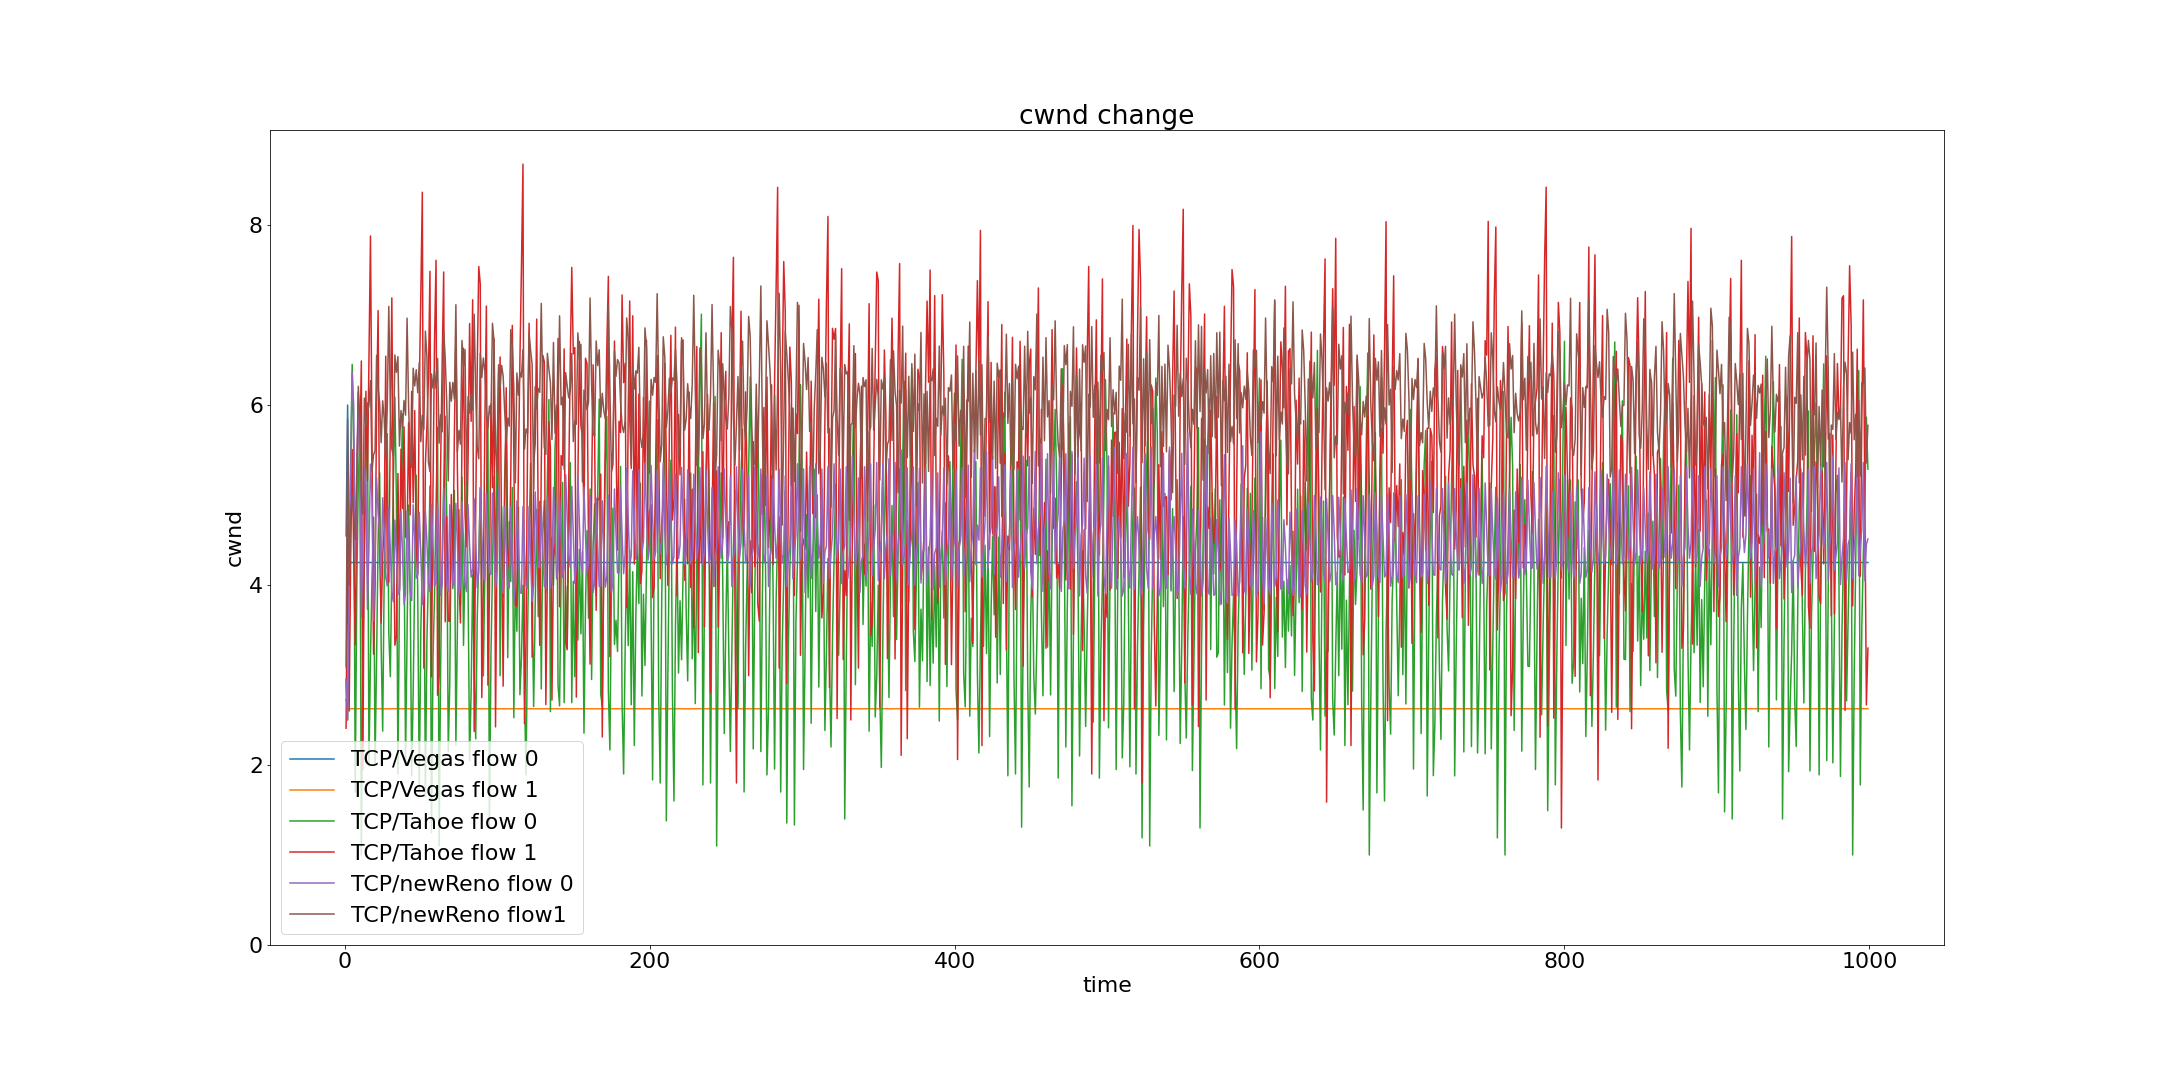 cwnd change
8
6
4
2
0
cwnd
TCP/Vegas flow 0
TCP/Vegas flow 1
TCP/Tahoe flow 0
TCP/Tahoe flow 1
TCP/newReno flow 0
TCP/newReno flow1
0 200 400 600 800 1000
time